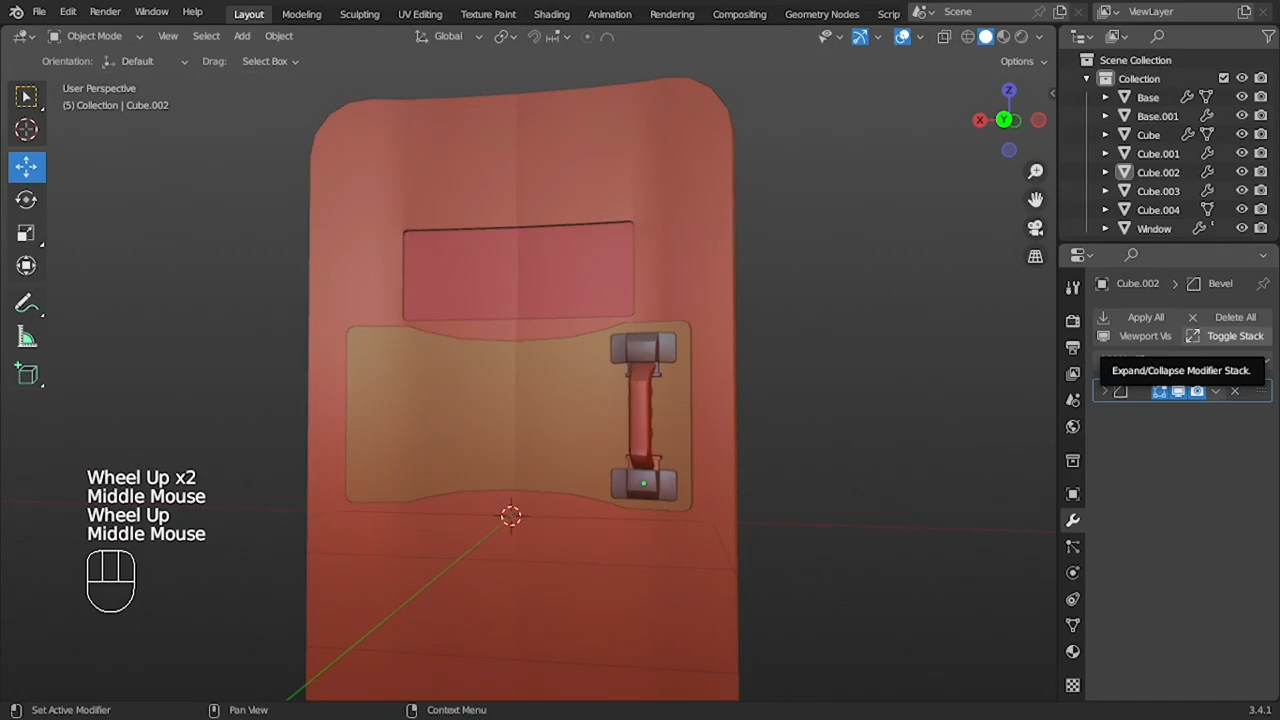 File Edit Render Window Help
Layout Modeling Sculpting UV Editing Texture Paint Shading Animation Rendering Compositing Geometry Nodes Scrip
Scene ViewLayer
Object Mode View Select Add Object Global
Orientation: Default Drag: Select Box Options
User Perspective
(5) Collection | Cube.002
Z
X
Y
Scene Collection
Collection
Base
Base.001
Cube
Cube.001
Cube.002
Cube.003
Cube.004
Window
Cube.002 Bevel
Apply All Delete All
Viewport Vis Toggle Stack
Expand/Collapse Modifier Stack.
Wheel Up x2
Middle Mouse
Wheel Up
Middle Mouse
Set Active Modifier Pan View Context Menu 3.4.1